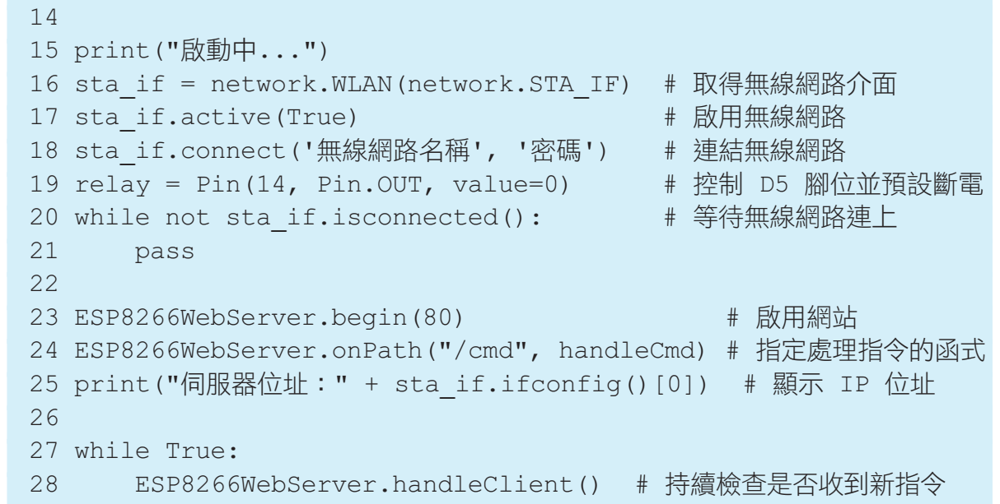 14
15 print("啟動中...")
16 sta_if = network.WLAN(network.STA_IF)  # 取得無線網路介面
17 sta_if.active(True)                    # 啟用無線網路
18 sta_if.connect('無線網路名稱', '密碼')   # 連結無線網路
19 relay = Pin(14, Pin.OUT, value=0)      # 控制 D5 腳位並預設斷電
20 while not sta_if.isconnected():        # 等待無線網路連上
21     pass
22
23 ESP8266WebServer.begin(80)                  # 啟用網站
24 ESP8266WebServer.onPath("/cmd", handleCmd) # 指定處理指令的函式
25 print("伺服器位址：" + sta_if.ifconfig()[0])  # 顯示 IP 位址
26
27 while True:
28     ESP8266WebServer.handleClient()  # 持續檢查是否收到新指令